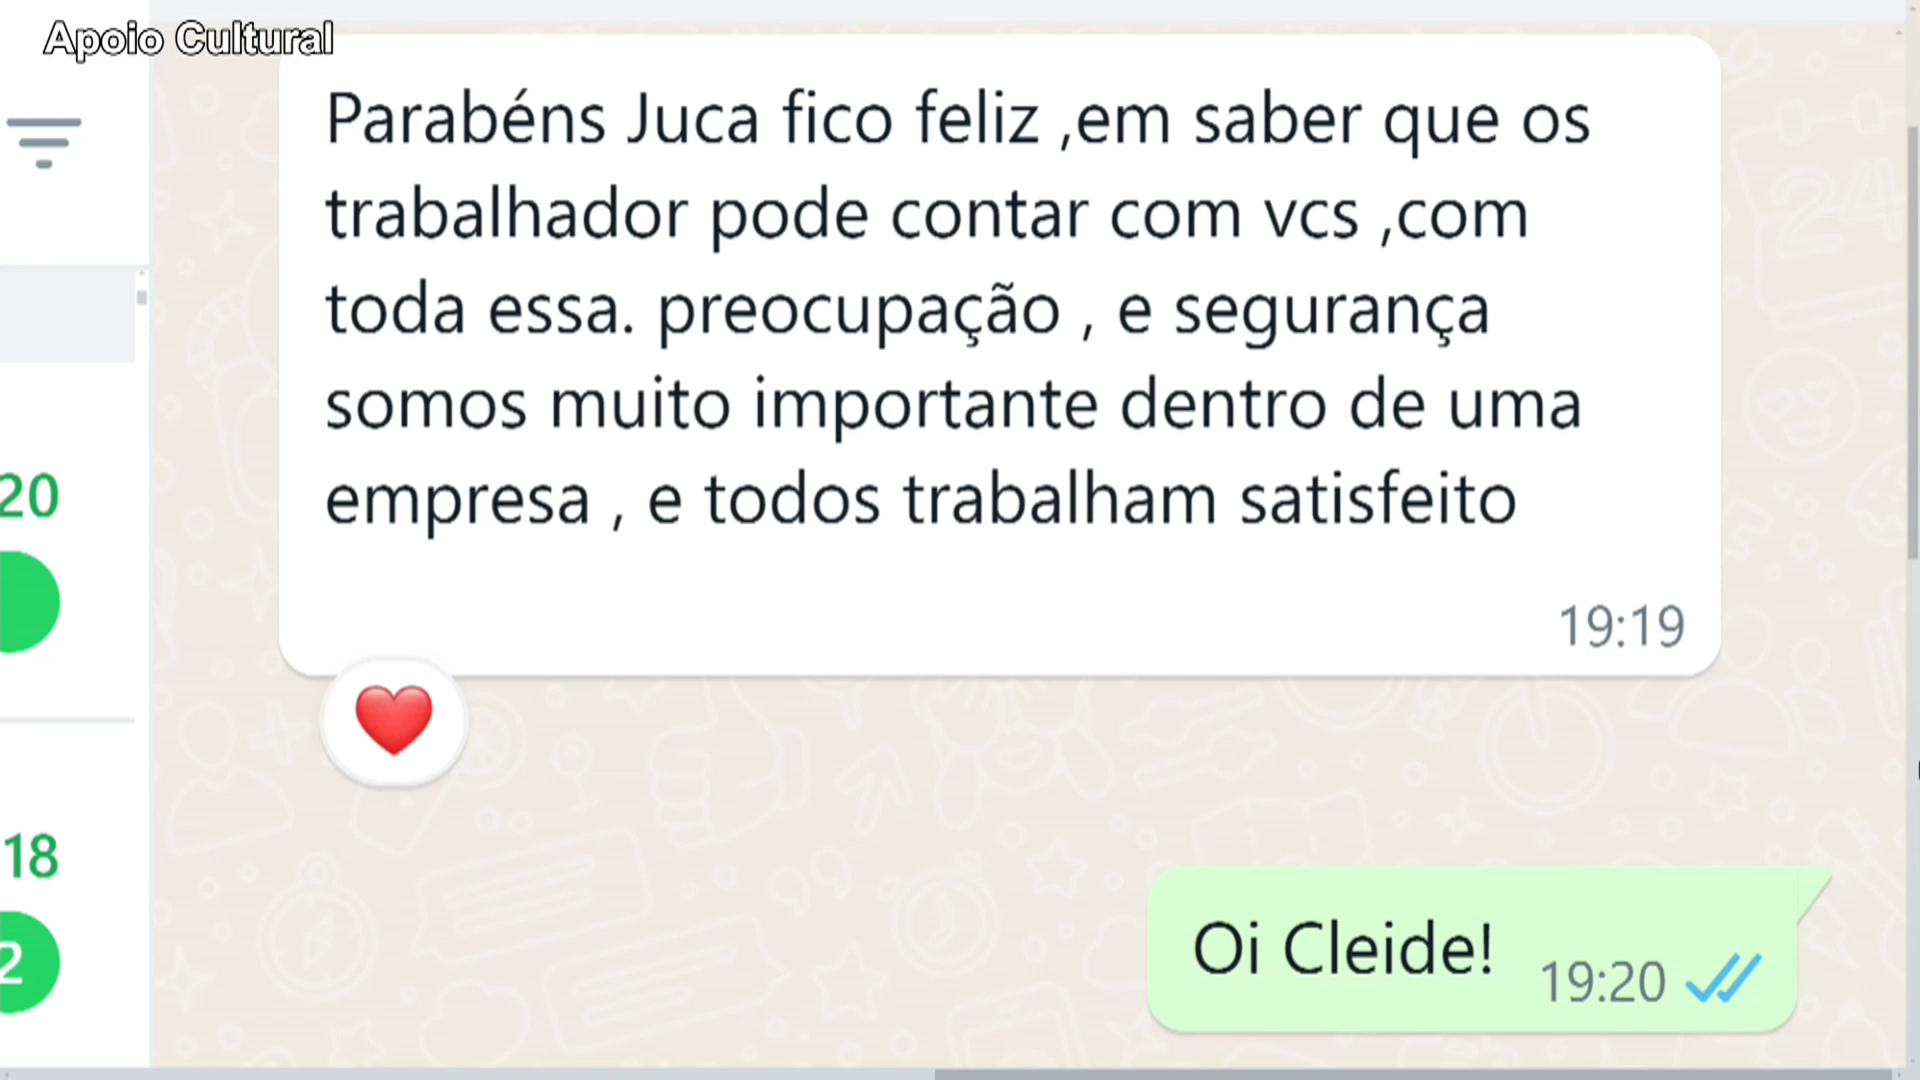 Apoio Cultural
Parabéns Juca fico feliz ,em saber que os
trabalhador pode contar com vcs ,com
toda essa. preocupação , e segurança
somos muito importante dentro de uma
empresa , e todos trabalham satisfeito
19:19
20
18
2
Oi Cleide!
19:20